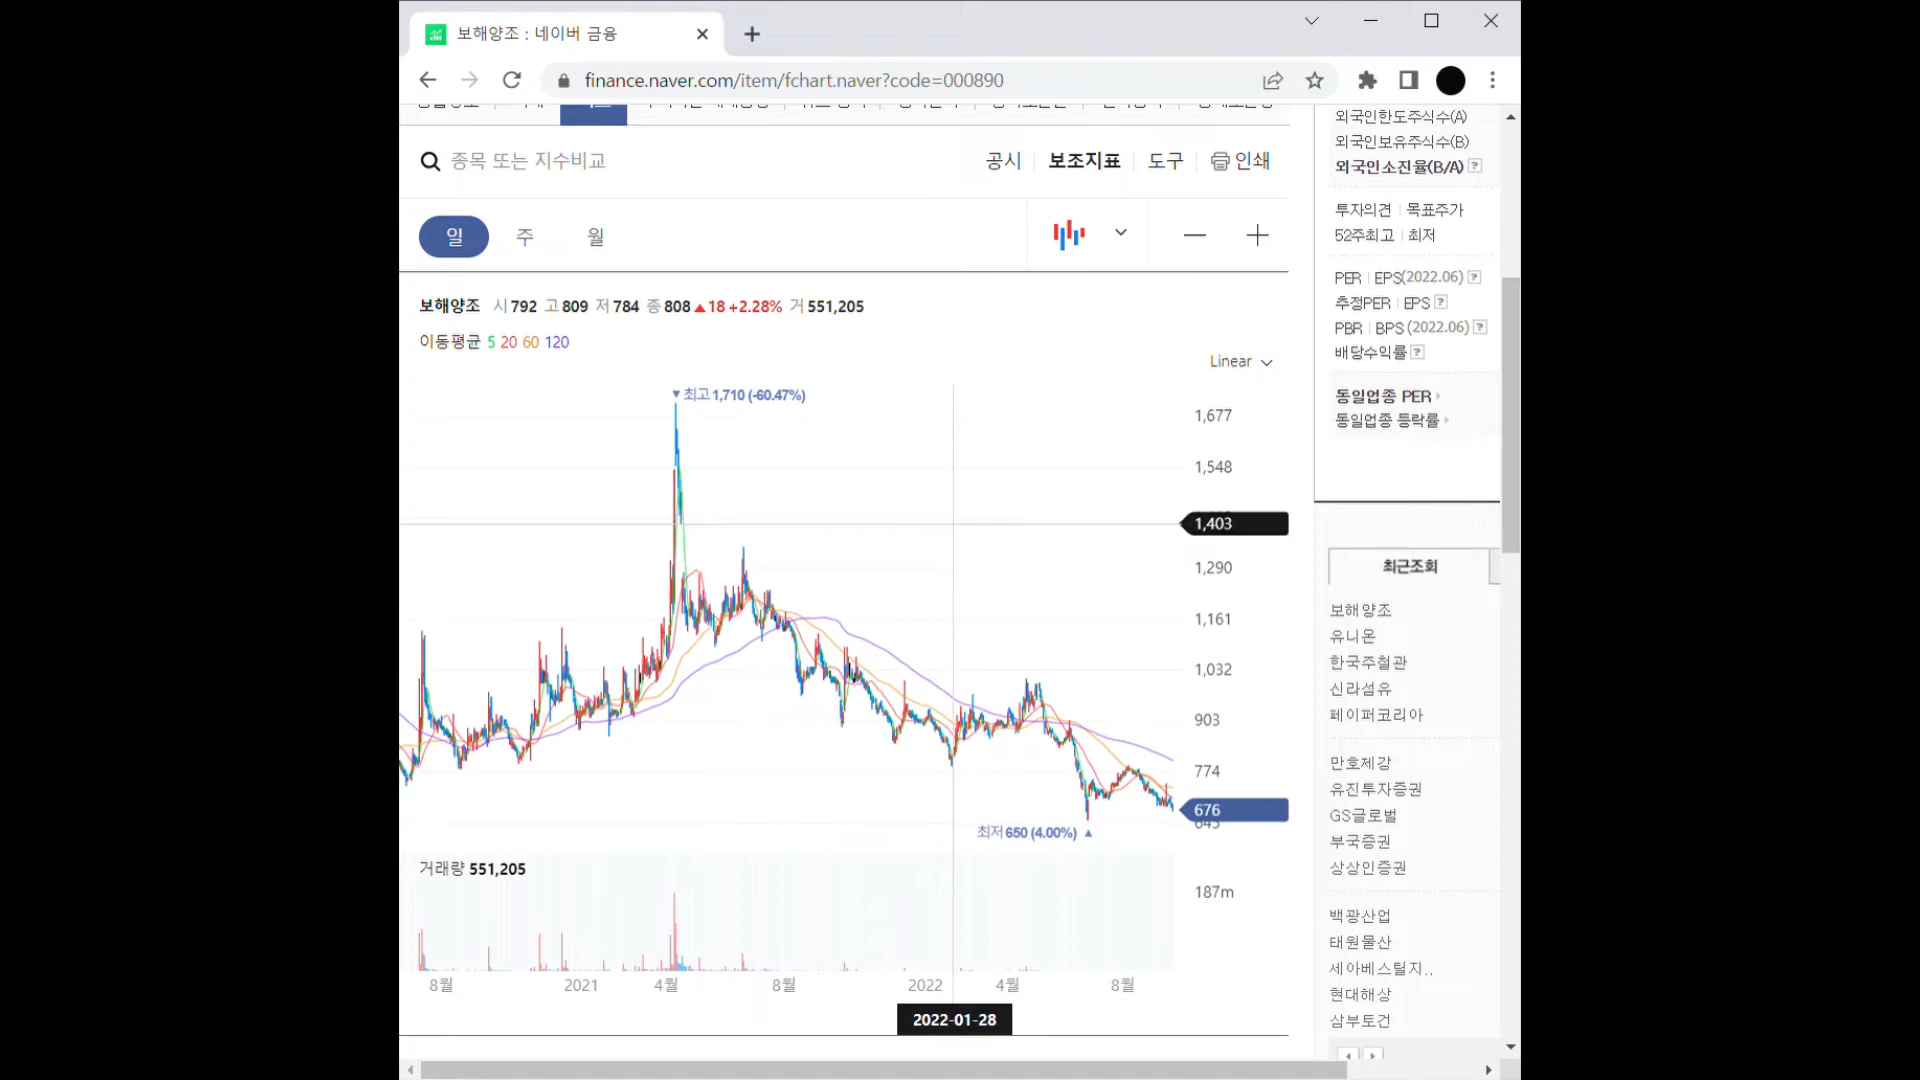 보해양조 : 네이버 금융
finance.naver.com/item/fchart.naver?code=000890
종목 또는 지수비교
공시 보조지표 도구 인쇄
일 주 월
보해양조 시 792 고 809 저 784 종 808 ▲18 +2.28% 거 551,205
이동평균 5 20 60 120
Linear
▼최고 1,710 (-60.47%)
1,677
1,548
1,403
1,290
1,161
1,032
903
774
676
645
최저 650 (4.00%) ▲
거래량 551,205
187m
8월 2021 4월 8월 2022 4월 8월
2022-01-28
외국인한도주식수(A)
외국인보유주식수(B)
외국인소진율(B/A) ?
투자의견 | 목표주가
52주최고 | 최저
PER | EPS(2022.06) ?
추정PER | EPS ?
PBR | BPS (2022.06) ?
배당수익률 ?
동일업종 PER
동일업종 등락률
최근조회
보해양조
유니온
한국주철관
신라섬유
페이퍼코리아
만호제강
유진투자증권
GS글로벌
부국증권
상상인증권
백광산업
태원물산
세아베스틸지..
현대해상
삼부토건